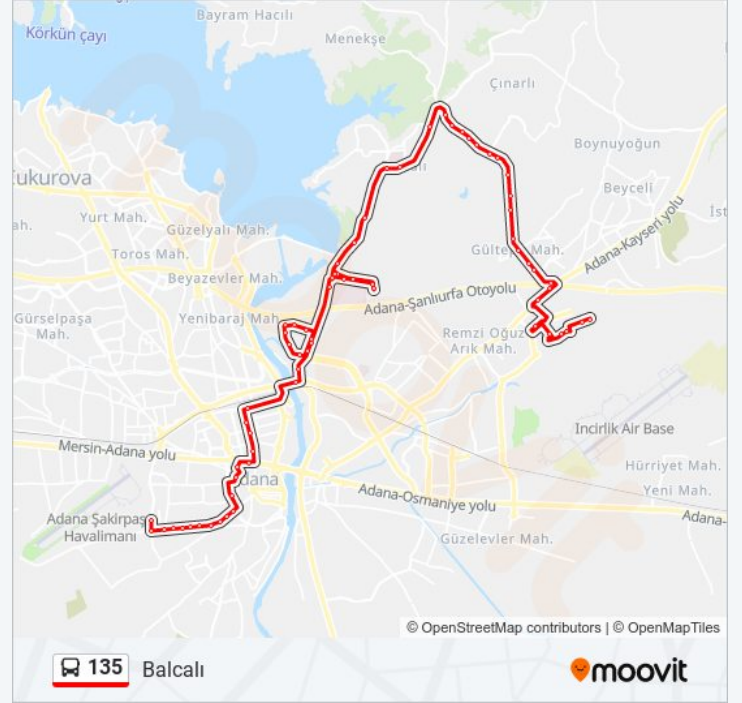 Bayram Hacılı
Körkün çayı
Menekşe
Çınarlı
Boynuyoğun
Beyceli
Yurt Mah.
Güzelyalı Mah.
Toros Mah.
Gültepe Mah.
Adana-Kayseri yolu
Beyazevler Mah.
Adana-Şanlıurfa Otoyolu
Gürselpaşa
Mah.
Yenibaraj Mah.
Remzi Oğuz
Arık Mah.
Incirlik Air Base
Mersin-Adana yolu
Hürriyet Mah.
Yeni Mah.
Adana-Osmaniye yolu
Adana-
Adana Şakirpaş
Havalimanı
Güzelevler Mah.
© OpenStreetMap contributors | © OpenMapTiles
135 Balcalı
moovit